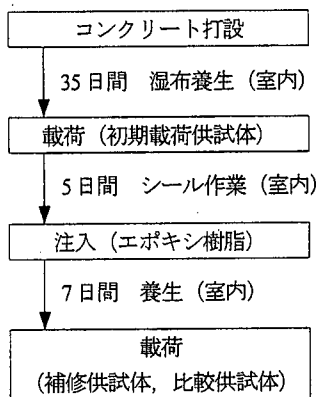 コンクリート打設
35日間 湿布養生（室内）
載荷（初期載荷供試体）
5日間 シール作業（室内）
注入（エポキシ樹脂）
7日間 養生（室内）
載荷
（補修供試体，比較供試体）